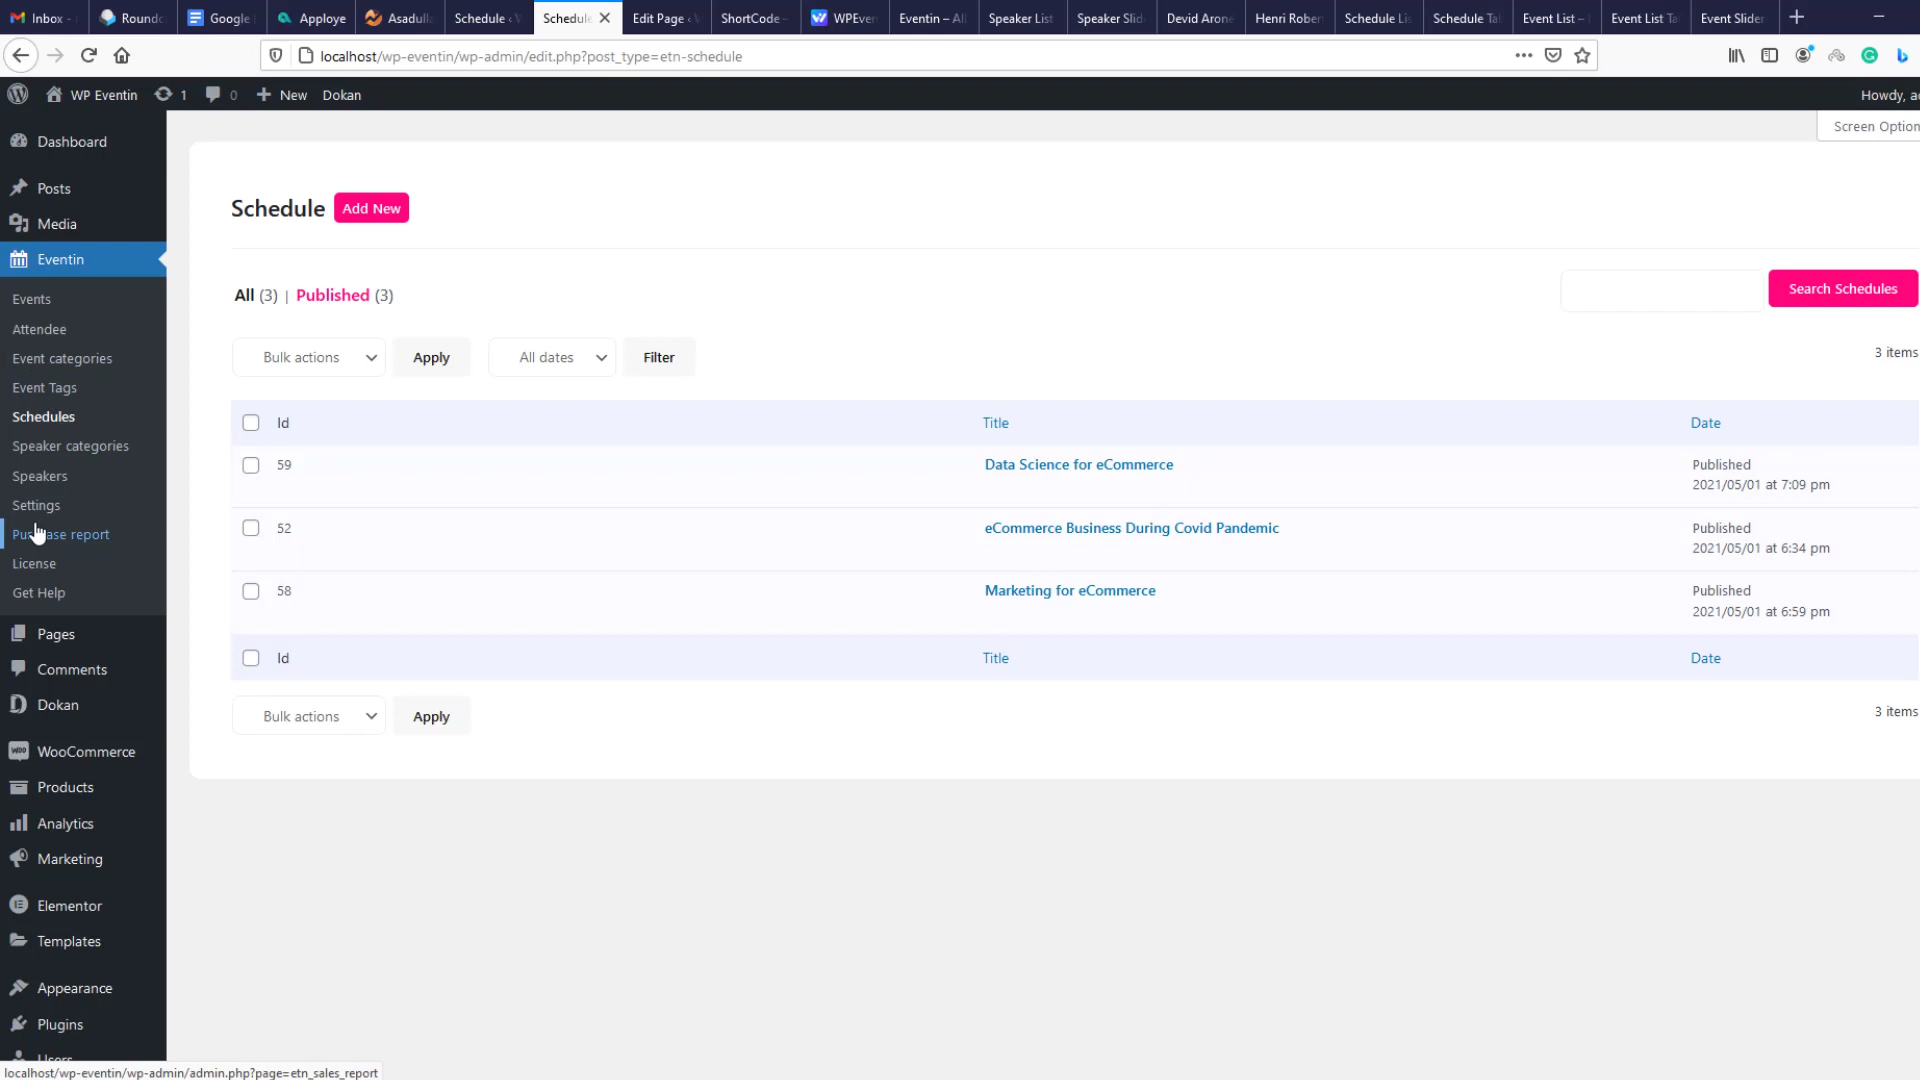 Inbox - Roundc Google Apploye Asadulla Schedule ‹ Schedule Edit Page ‹ ShortCode – WPEven Eventin – All Speaker List Speaker Slid Devid Arone Henri Rober Schedule Lis Schedule Tab Event List – Event List Ta Event Slider
localhost/wp-eventin/wp-admin/edit.php?post_type=etn-schedule
WP Eventin 1 0 New Dokan Howdy, a
Screen Option
Dashboard
Posts
Media
Eventin
Events
Attendee
Event categories
Event Tags
Schedules
Speaker categories
Speakers
Settings
Purchase report
License
Get Help
Pages
Comments
Dokan
WooCommerce
Products
Analytics
Marketing
Elementor
Templates
Appearance
Plugins
Users
Schedule Add New
All (3) | Published (3)
Search Schedules
Bulk actions Apply All dates Filter
3 items
Id Title Date
59 Data Science for eCommerce Published
2021/05/01 at 7:09 pm
52 eCommerce Business During Covid Pandemic Published
2021/05/01 at 6:34 pm
58 Marketing for eCommerce Published
2021/05/01 at 6:59 pm
Id Title Date
Bulk actions Apply
3 items
localhost/wp-eventin/wp-admin/admin.php?page=etn_sales_report